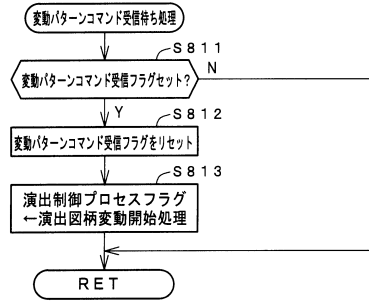 変動パターンコマンド受信待ち処理
S811
変動パターンコマンド受信フラグセット?
N
Y
S812
変動パターンコマンド受信フラグをリセット
S813
演出制御プロセスフラグ
←演出図柄変動開始処理
RET